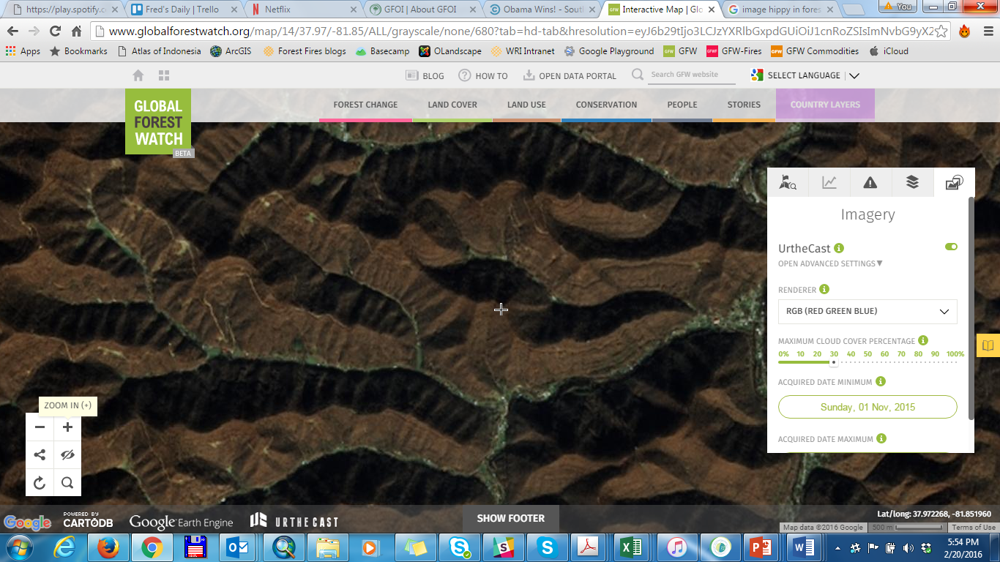 https://play.spotify.c
Fred's Daily | Trello
Netflix
GFOI | About GFOI
Obama Wins! - Sout
Interactive Map | Glo
image hippy in fores
You
www.globalforestwatch.org/map/14/37.97/-81.85/ALL/grayscale/none/680?tab=hd-tab&hresolution=eyJ6b29tIjo3LCJzYXRlbGxpdGUiOiJ1cnRoZSIsImNvbG9yX2
Apps
Bookmarks
Atlas of Indonesia
ArcGIS
Forest Fires blogs
Basecamp
OLandscape
WRI Intranet
Google Playground
GFW
GFW-Fires
GFW Commodities
iCloud
BLOG
HOW TO
OPEN DATA PORTAL
Search GFW website
SELECT LANGUAGE
GLOBAL
FOREST
WATCH
BETA
FOREST CHANGE
LAND COVER
LAND USE
CONSERVATION
PEOPLE
STORIES
COUNTRY LAYERS
Imagery
UrtheCast
OPEN ADVANCED SETTINGS▼
RENDERER
RGB (RED GREEN BLUE)
MAXIMUM CLOUD COVER PERCENTAGE
0% 10 20 30 40 50 60 70 80 90 100%
ACQUIRED DATE MINIMUM
Sunday, 01 Nov, 2015
ACQUIRED DATE MAXIMUM
ZOOM IN (+)
Google
POWERED BY
CARTODB
Google Earth Engine
URTHECAST
SHOW FOOTER
Lat/long: 37.972268, -81.851960
Map data ©2016 Google
500 m
Terms of Use
5:54 PM
2/20/2016